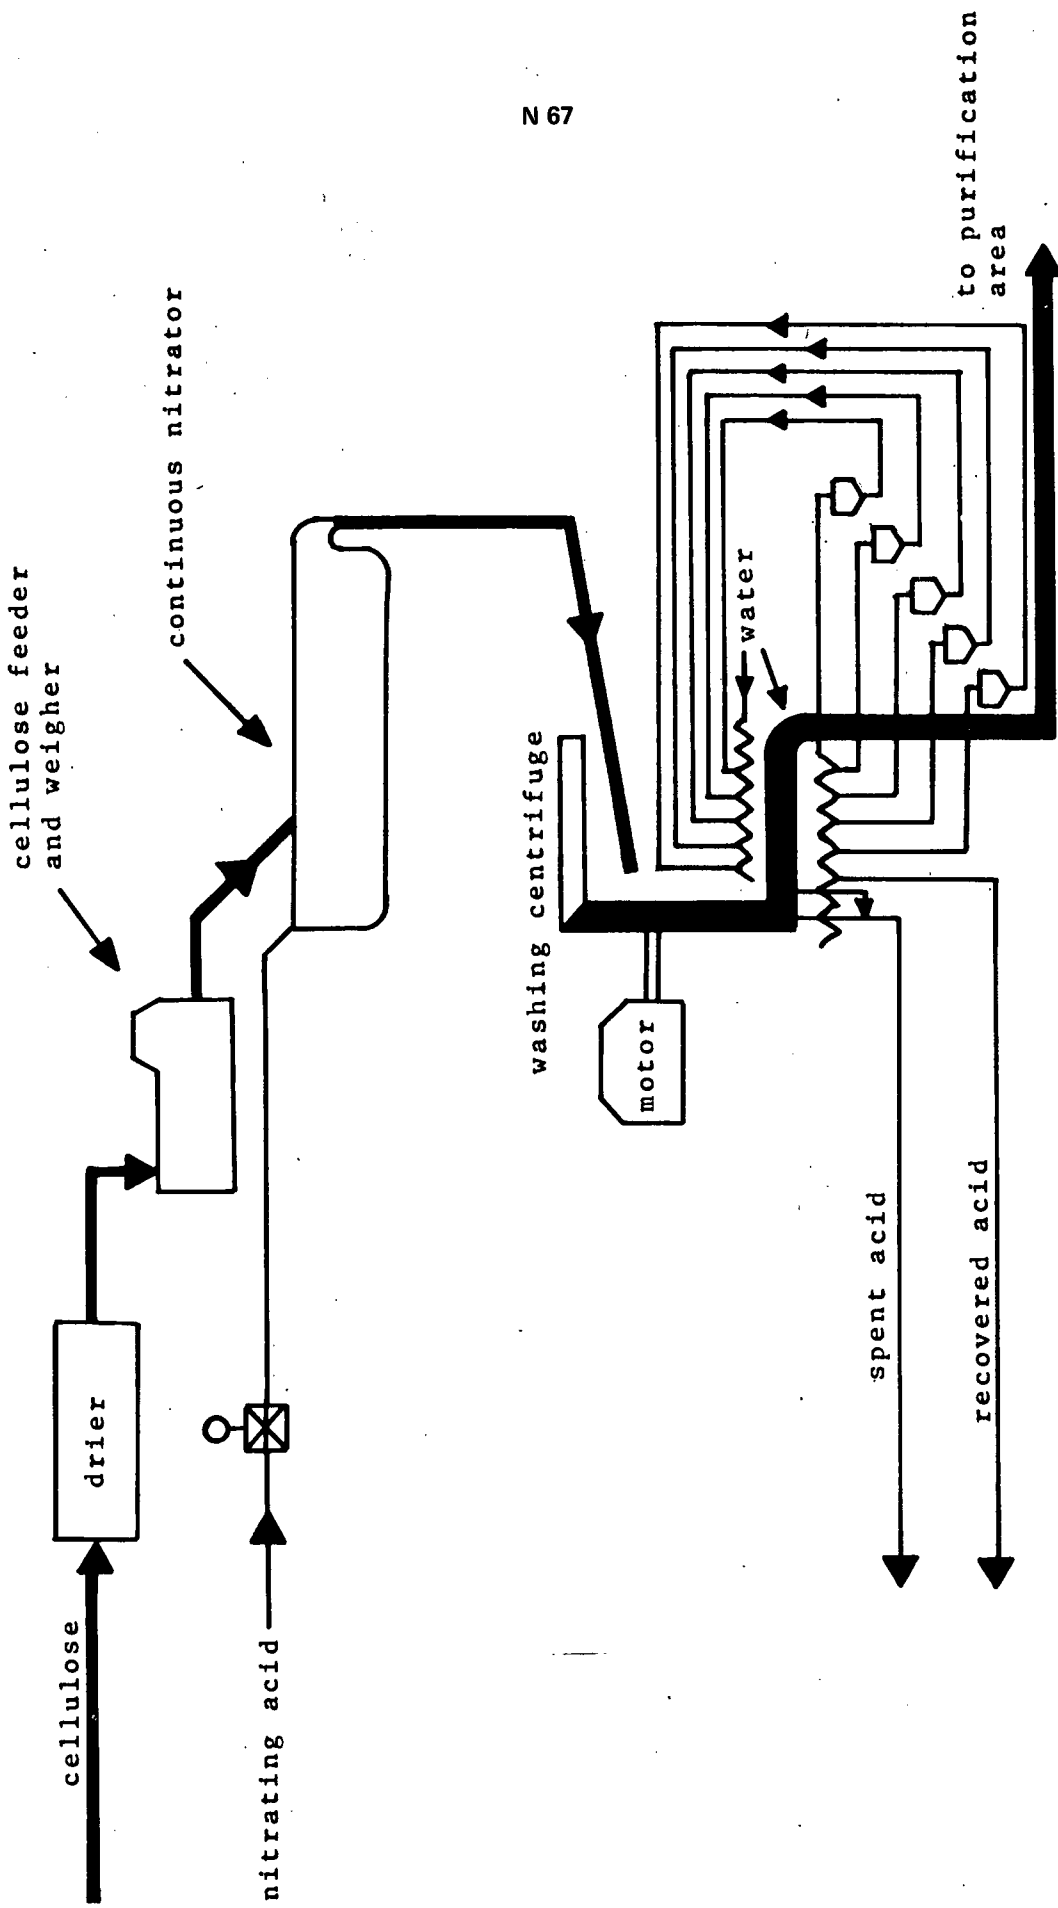 N 67
cellulose
drier
cellulose feeder
and weigher
nitrating acid
continuous nitrator
washing centrifuge
motor
water
spent acid
recovered acid
to purification
area